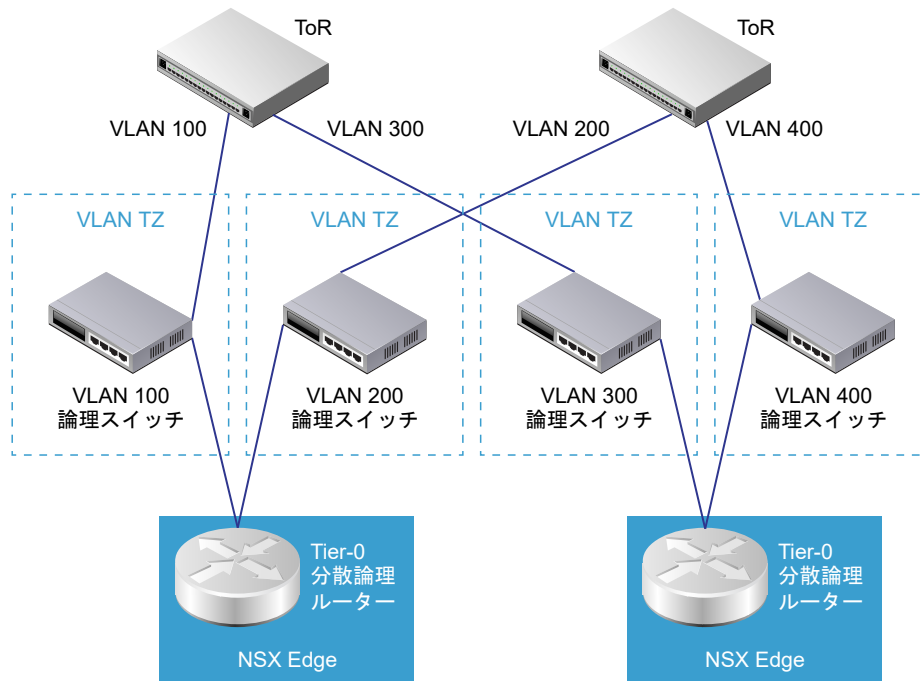 ToR
ToR
VLAN 100
VLAN 300
VLAN 200
VLAN 400
VLAN TZ
VLAN TZ
VLAN TZ
VLAN TZ
VLAN 100
論理スイッチ
VLAN 200
論理スイッチ
VLAN 300
論理スイッチ
VLAN 400
論理スイッチ
Tier-0
分散論理
ルーター
NSX Edge
Tier-0
分散論理
ルーター
NSX Edge